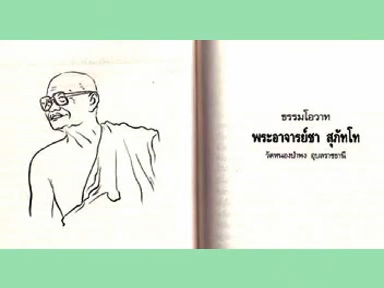 ธรรมโอวาท
พระอาจารย์ชา สุภัทโท
วัดหนองป่าพง อุบลราชธานี